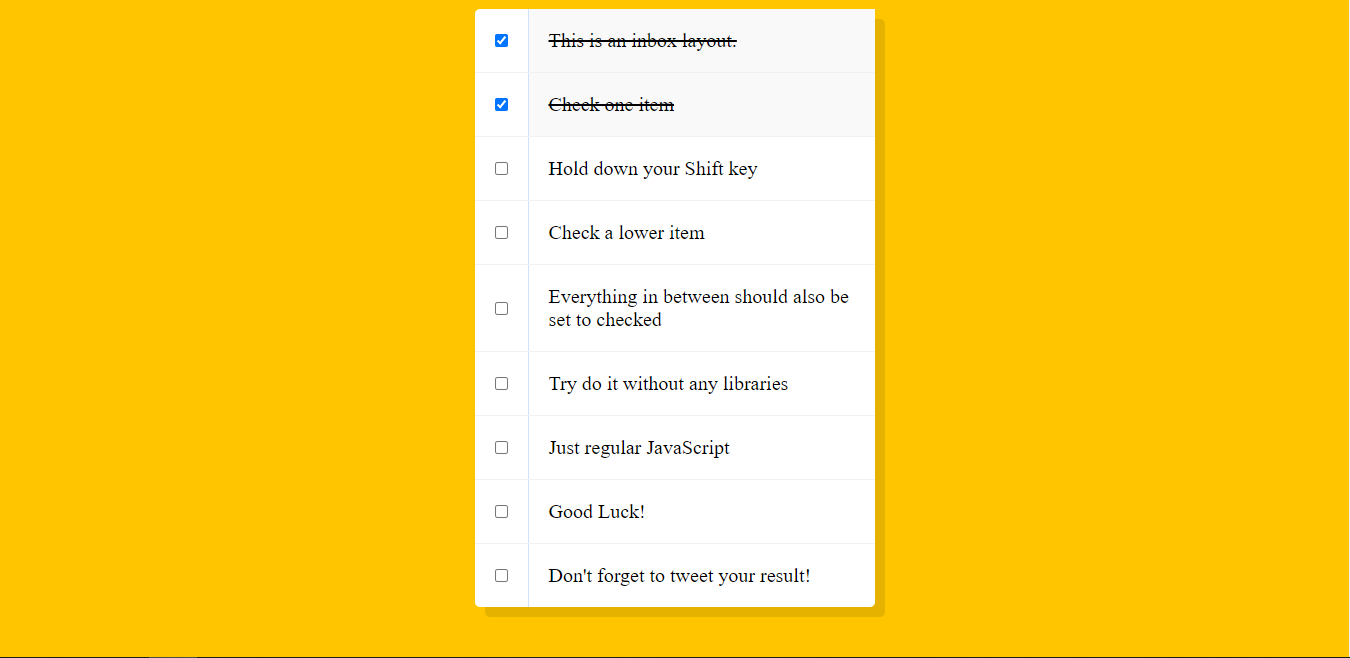 This is an inbox layout.
Check one item
Hold down your Shift key
Check a lower item
Everything in between should also be
set to checked
Try do it without any libraries
Just regular JavaScript
Good Luck!
Don't forget to tweet your result!